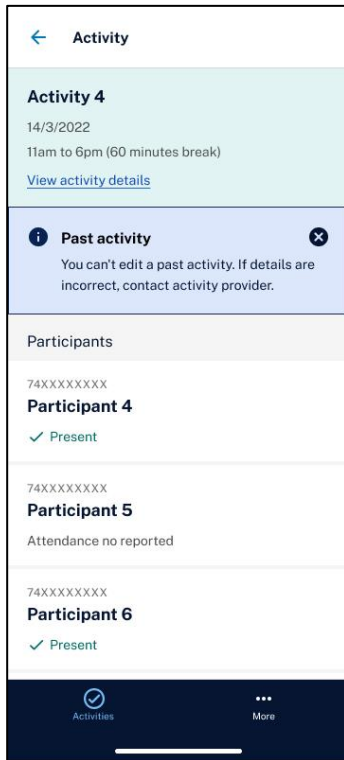 Activity
Activity 4
14/3/2022
11am to 6pm (60 minutes break)
View activity details
Past activity
You can't edit a past activity. If details are
incorrect, contact activity provider.
Participants
74XXXXXXXX
Participant 4
Present
74XXXXXXXX
Participant 5
Attendance no reported
74XXXXXXXX
Participant 6
Present
Activities
More